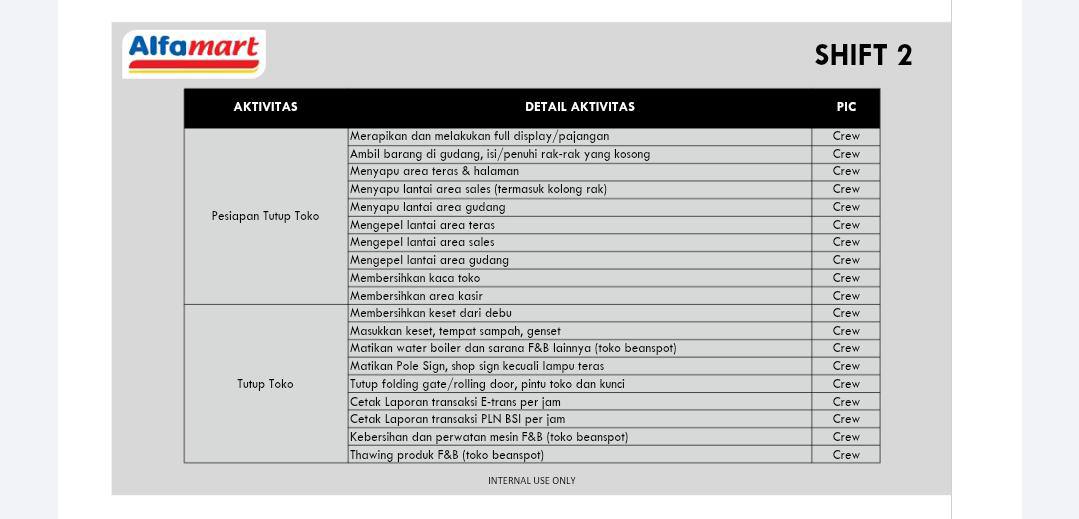 Alfamart
SHIFT 2
AKTIVITAS DETAIL AKTIVITAS PIC
Merapikan dan melakukan full display/pajangan Crew
Ambil barang di gudang, isi/penuhi rak-rak yang kosong Crew
Menyapu area teras & halaman Crew
Menyapu lantai area sales (termasuk kolong rak) Crew
Menyapu lantai area gudang Crew
Pesiapan Tutup Toko
Mengepel lantai area teras Crew
Mengepel lantai area sales Crew
Mengepel lantai area gudang Crew
Membersihkan kaca toko Crew
Membersihkan area kasir Crew
Membersihkan keset dari debu Crew
Masukkan keset, tempat sampah, genset Crew
Matikan water boiler dan sarana F&B lainnya (toko beanspot) Crew
Matikan Pole Sign, shop sign kecuali lampu teras Crew
Tutup Toko
Tutup folding gate/rolling door, pintu toko dan kunci Crew
Cetak Laporan transaksi E-trans per jam Crew
Cetak Laporan transaksi PLN BSI per jam Crew
Kebersihan dan perwatan mesin F&B (toko beanspot) Crew
Thawing produk F&B (toko beanspot) Crew
INTERNAL USE ONLY